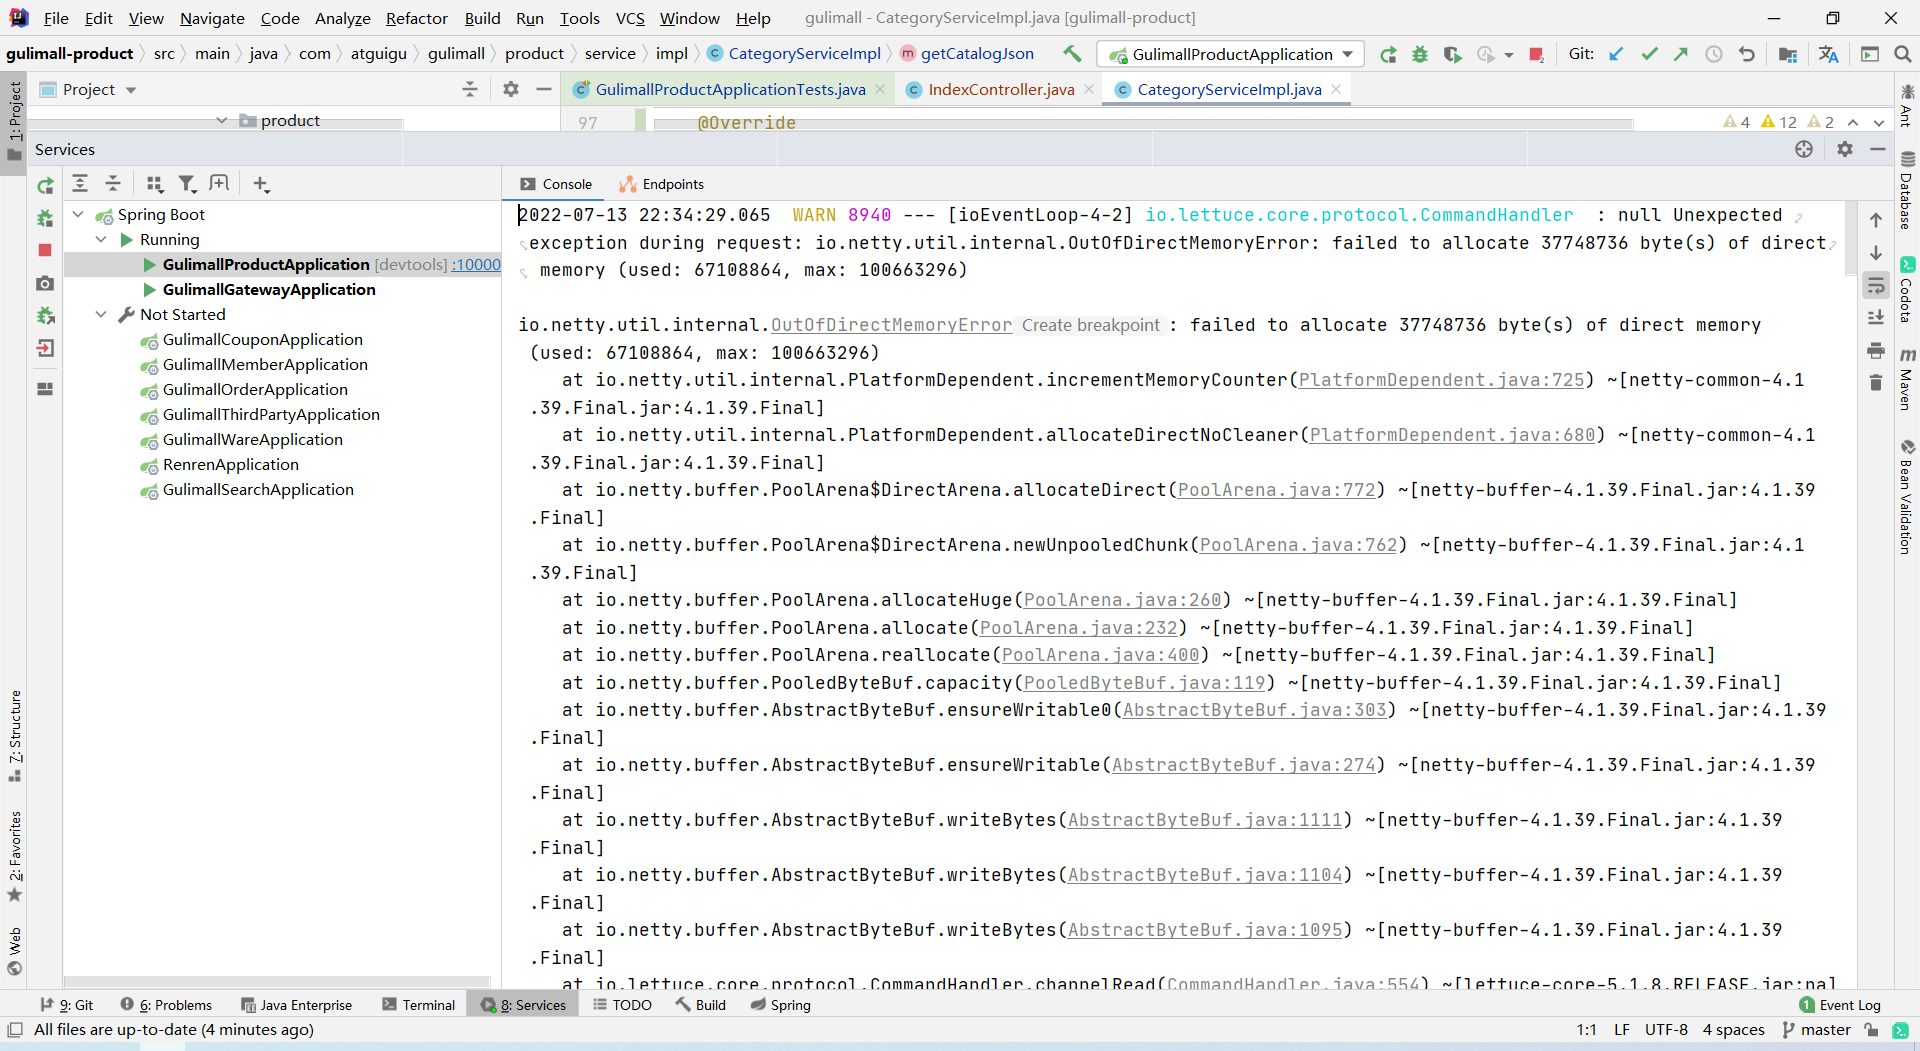 File Edit View Navigate Code Analyze Refactor Build Run Tools VCS Window Help gulimall - CategoryServiceImpl.java [gulimall-product]
gulimall-product src main java com atguigu gulimall product service impl CategoryServiceImpl getCatalogJson GulimallProductApplication Git:
Project GulimallProductApplicationTests.java IndexController.java CategoryServiceImpl.java
product 97 @Override 4 12 2
Services
Console Endpoints
Spring Boot
Running
GulimallProductApplication [devtools] :10000
GulimallGatewayApplication
Not Started
GulimallCouponApplication
GulimallMemberApplication
GulimallOrderApplication
GulimallThirdPartyApplication
GulimallWareApplication
RenrenApplication
GulimallSearchApplication
2022-07-13 22:34:29.065 WARN 8940 --- [ioEventLoop-4-2] io.lettuce.core.protocol.CommandHandler : null Unexpected
exception during request: io.netty.util.internal.OutOfDirectMemoryError: failed to allocate 37748736 byte(s) of direct
memory (used: 67108864, max: 100663296)
io.netty.util.internal.OutOfDirectMemoryError Create breakpoint : failed to allocate 37748736 byte(s) of direct memory
(used: 67108864, max: 100663296)
at io.netty.util.internal.PlatformDependent.incrementMemoryCounter(PlatformDependent.java:725) ~[netty-common-4.1
.39.Final.jar:4.1.39.Final]
at io.netty.util.internal.PlatformDependent.allocateDirectNoCleaner(PlatformDependent.java:680) ~[netty-common-4.1
.39.Final.jar:4.1.39.Final]
at io.netty.buffer.PoolArena$DirectArena.allocateDirect(PoolArena.java:772) ~[netty-buffer-4.1.39.Final.jar:4.1.39
.Final]
at io.netty.buffer.PoolArena$DirectArena.newUnpooledChunk(PoolArena.java:762) ~[netty-buffer-4.1.39.Final.jar:4.1
.39.Final]
at io.netty.buffer.PoolArena.allocateHuge(PoolArena.java:260) ~[netty-buffer-4.1.39.Final.jar:4.1.39.Final]
at io.netty.buffer.PoolArena.allocate(PoolArena.java:232) ~[netty-buffer-4.1.39.Final.jar:4.1.39.Final]
at io.netty.buffer.PoolArena.reallocate(PoolArena.java:400) ~[netty-buffer-4.1.39.Final.jar:4.1.39.Final]
at io.netty.buffer.PooledByteBuf.capacity(PooledByteBuf.java:119) ~[netty-buffer-4.1.39.Final.jar:4.1.39.Final]
at io.netty.buffer.AbstractByteBuf.ensureWritable0(AbstractByteBuf.java:303) ~[netty-buffer-4.1.39.Final.jar:4.1.39
.Final]
at io.netty.buffer.AbstractByteBuf.ensureWritable(AbstractByteBuf.java:274) ~[netty-buffer-4.1.39.Final.jar:4.1.39
.Final]
at io.netty.buffer.AbstractByteBuf.writeBytes(AbstractByteBuf.java:1111) ~[netty-buffer-4.1.39.Final.jar:4.1.39
.Final]
at io.netty.buffer.AbstractByteBuf.writeBytes(AbstractByteBuf.java:1104) ~[netty-buffer-4.1.39.Final.jar:4.1.39
.Final]
at io.netty.buffer.AbstractByteBuf.writeBytes(AbstractByteBuf.java:1095) ~[netty-buffer-4.1.39.Final.jar:4.1.39
.Final]
at io.lettuce.core.protocol.CommandHandler.channelRead(CommandHandler.java:554) ~[lettuce-core-5.1.8.RELEASE.jar:na]
1: Project
7: Structure
2: Favorites
Web
Ant
Database
Codota
Maven
Bean Validation
9: Git 6: Problems Java Enterprise Terminal 8: Services TODO Build Spring 1 Event Log
All files are up-to-date (4 minutes ago) 1:1 LF UTF-8 4 spaces master